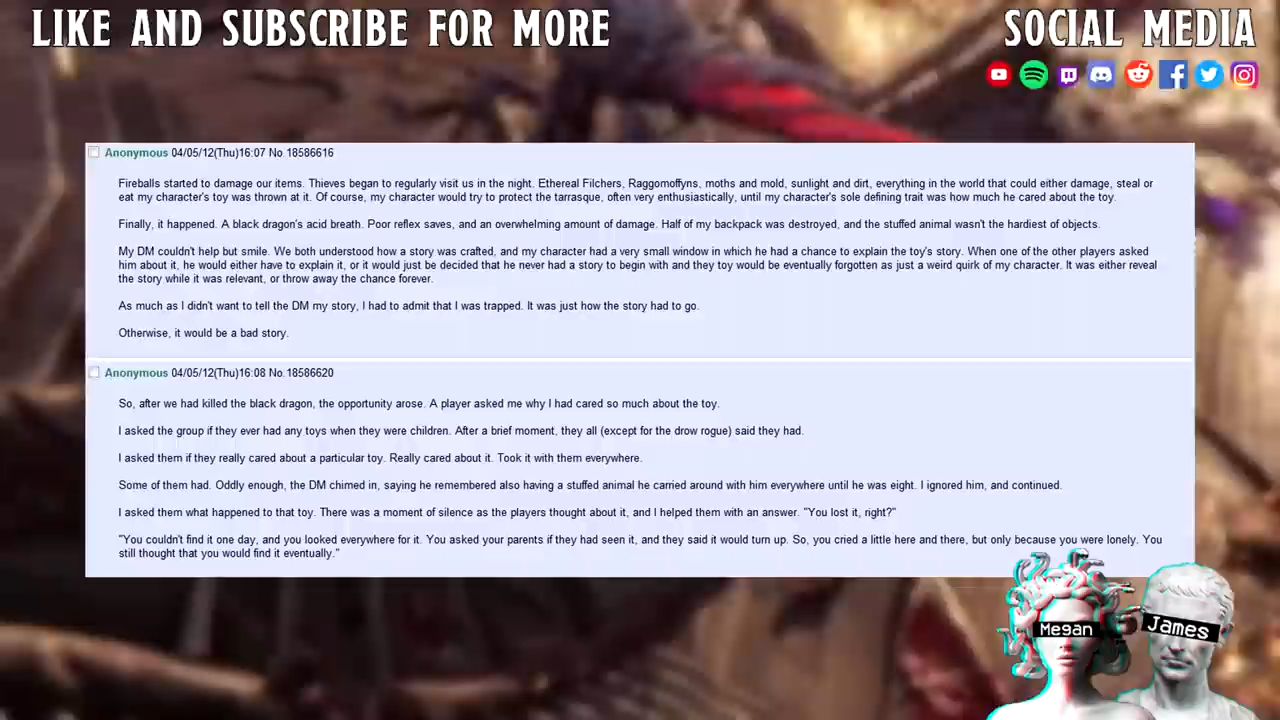 LIKE AND SUBSCRIBE FOR MORE
SOCIAL MEDIA
Anonymous 04/05/12(Thu)16:07 No.18586616
Fireballs started to damage our items. Thieves began to regularly visit us in the night. Ethereal Filchers, Raggomoffyns, moths and mold, sunlight and dirt, everything in the world that could either damage, steal or
eat my character's toy was thrown at it. Of course, my character would try to protect the tarrasque, often very enthusiastically, until my character's sole defining trait was how much he cared about the toy.
Finally, it happened. A black dragon's acid breath. Poor reflex saves, and an overwhelming amount of damage. Half of my backpack was destroyed, and the stuffed animal wasn't the hardiest of objects.
My DM couldn't help but smile. We both understood how a story was crafted, and my character had a very small window in which he had a chance to explain the toy's story. When one of the other players asked
him about it, he would either have to explain it, or it would just be decided that he never had a story to begin with and they toy would be eventually forgotten as just a weird quirk of my character. It was either reveal
the story while it was relevant, or throw away the chance forever.
As much as I didn't want to tell the DM my story, I had to admit that I was trapped. It was just how the story had to go.
Otherwise, it would be a bad story.
Anonymous 04/05/12(Thu)16:08 No.18586620
So, after we had killed the black dragon, the opportunity arose. A player asked me why I had cared so much about the toy.
I asked the group if they ever had any toys when they were children. After a brief moment, they all (except for the drow rogue) said they had.
I asked them if they really cared about a particular toy. Really cared about it. Took it with them everywhere.
Some of them had. Oddly enough, the DM chimed in, saying he remembered also having a stuffed animal he carried around with him everywhere until he was eight. I ignored him, and continued.
I asked them what happened to that toy. There was a moment of silence as the players thought about it, and I helped them with an answer. "You lost it, right?"
"You couldn't find it one day, and you looked everywhere for it. You asked your parents if they had seen it, and they said it would turn up. So, you cried a little here and there, but only because you were lonely. You
still thought that you would find it eventually."
Megan
James